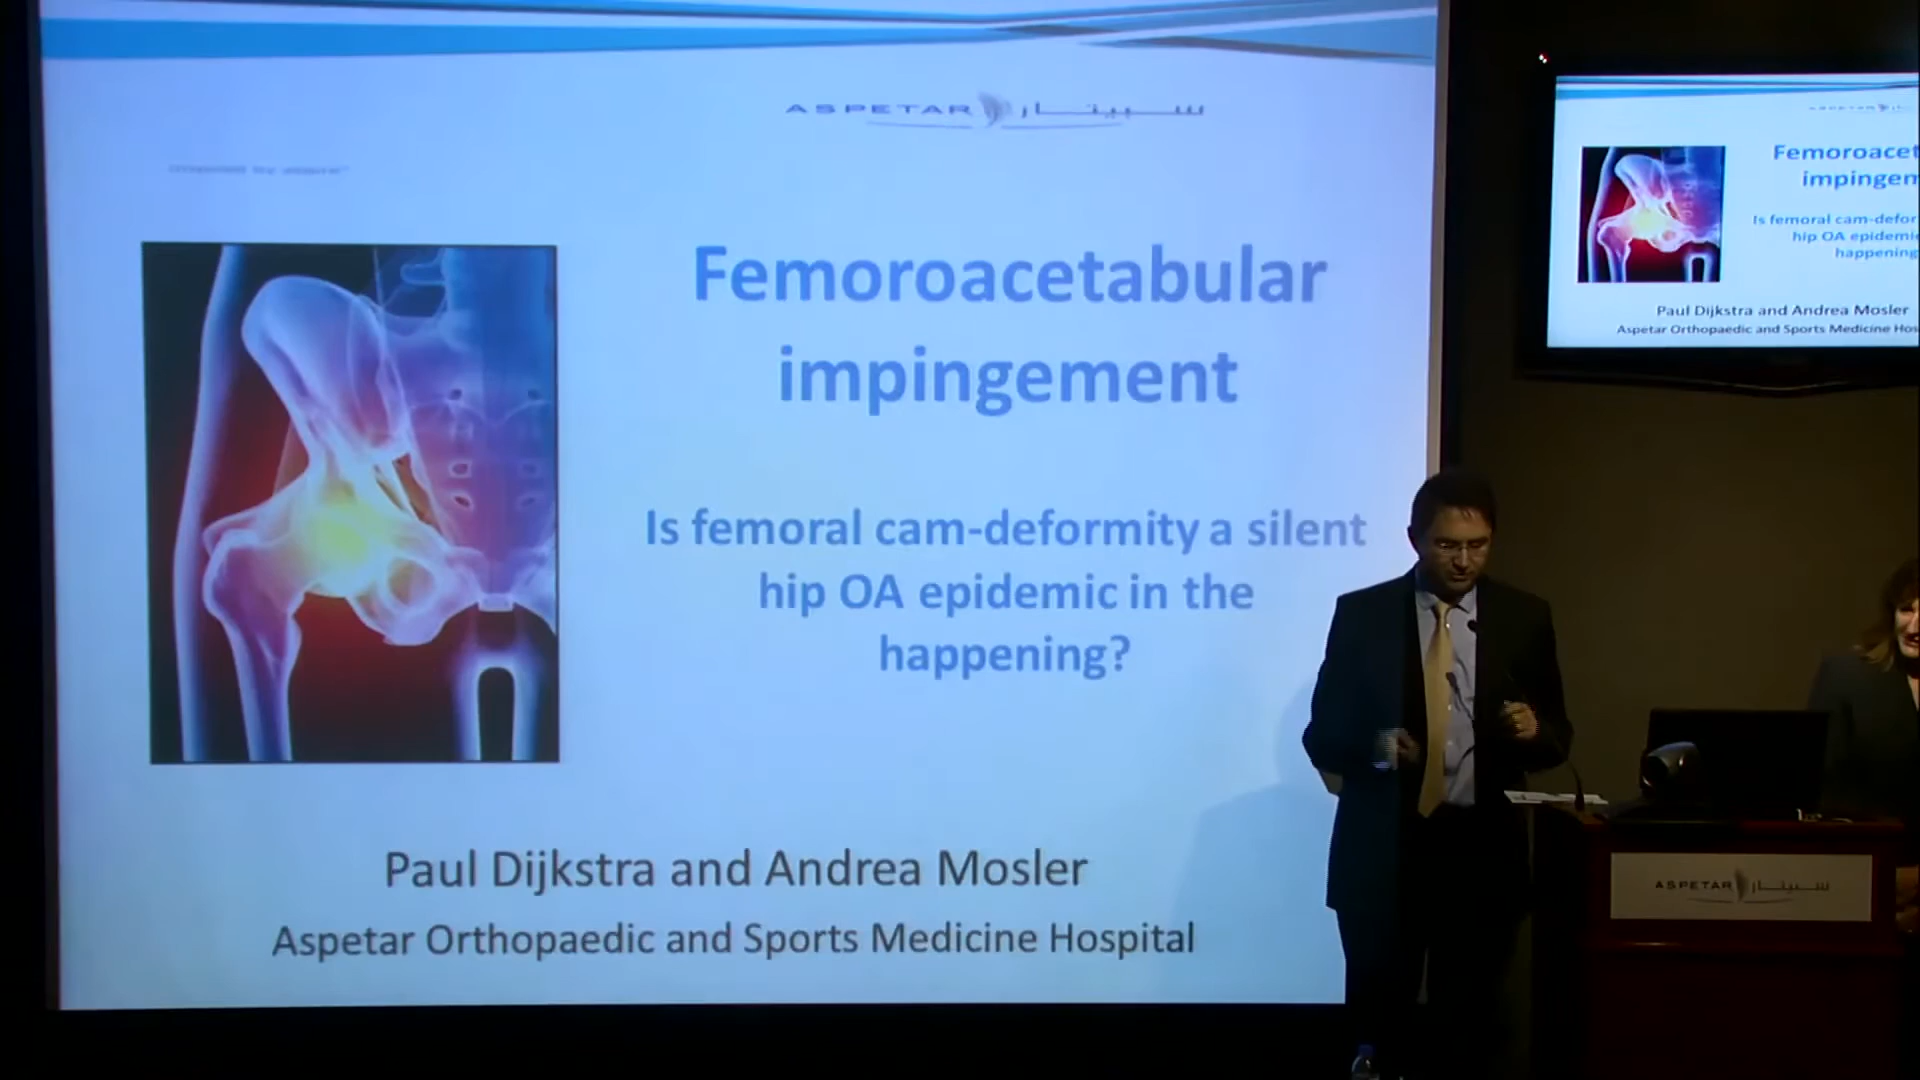 ASPETAR سبيتار
Femoroacetabular
impingement
Is femoral cam-deformity a silent
hip OA epidemic in the
happening?
Paul Dijkstra and Andrea Mosler
Aspetar Orthopaedic and Sports Medicine Hospital
Femoroacet
impingem
Is femoral cam-defor
hip OA epidemi
happening
Paul Dijkstra and Andrea Mosler
Aspetar Orthopaedic and Sports Medicine Hos
ASPETAR سبيتار